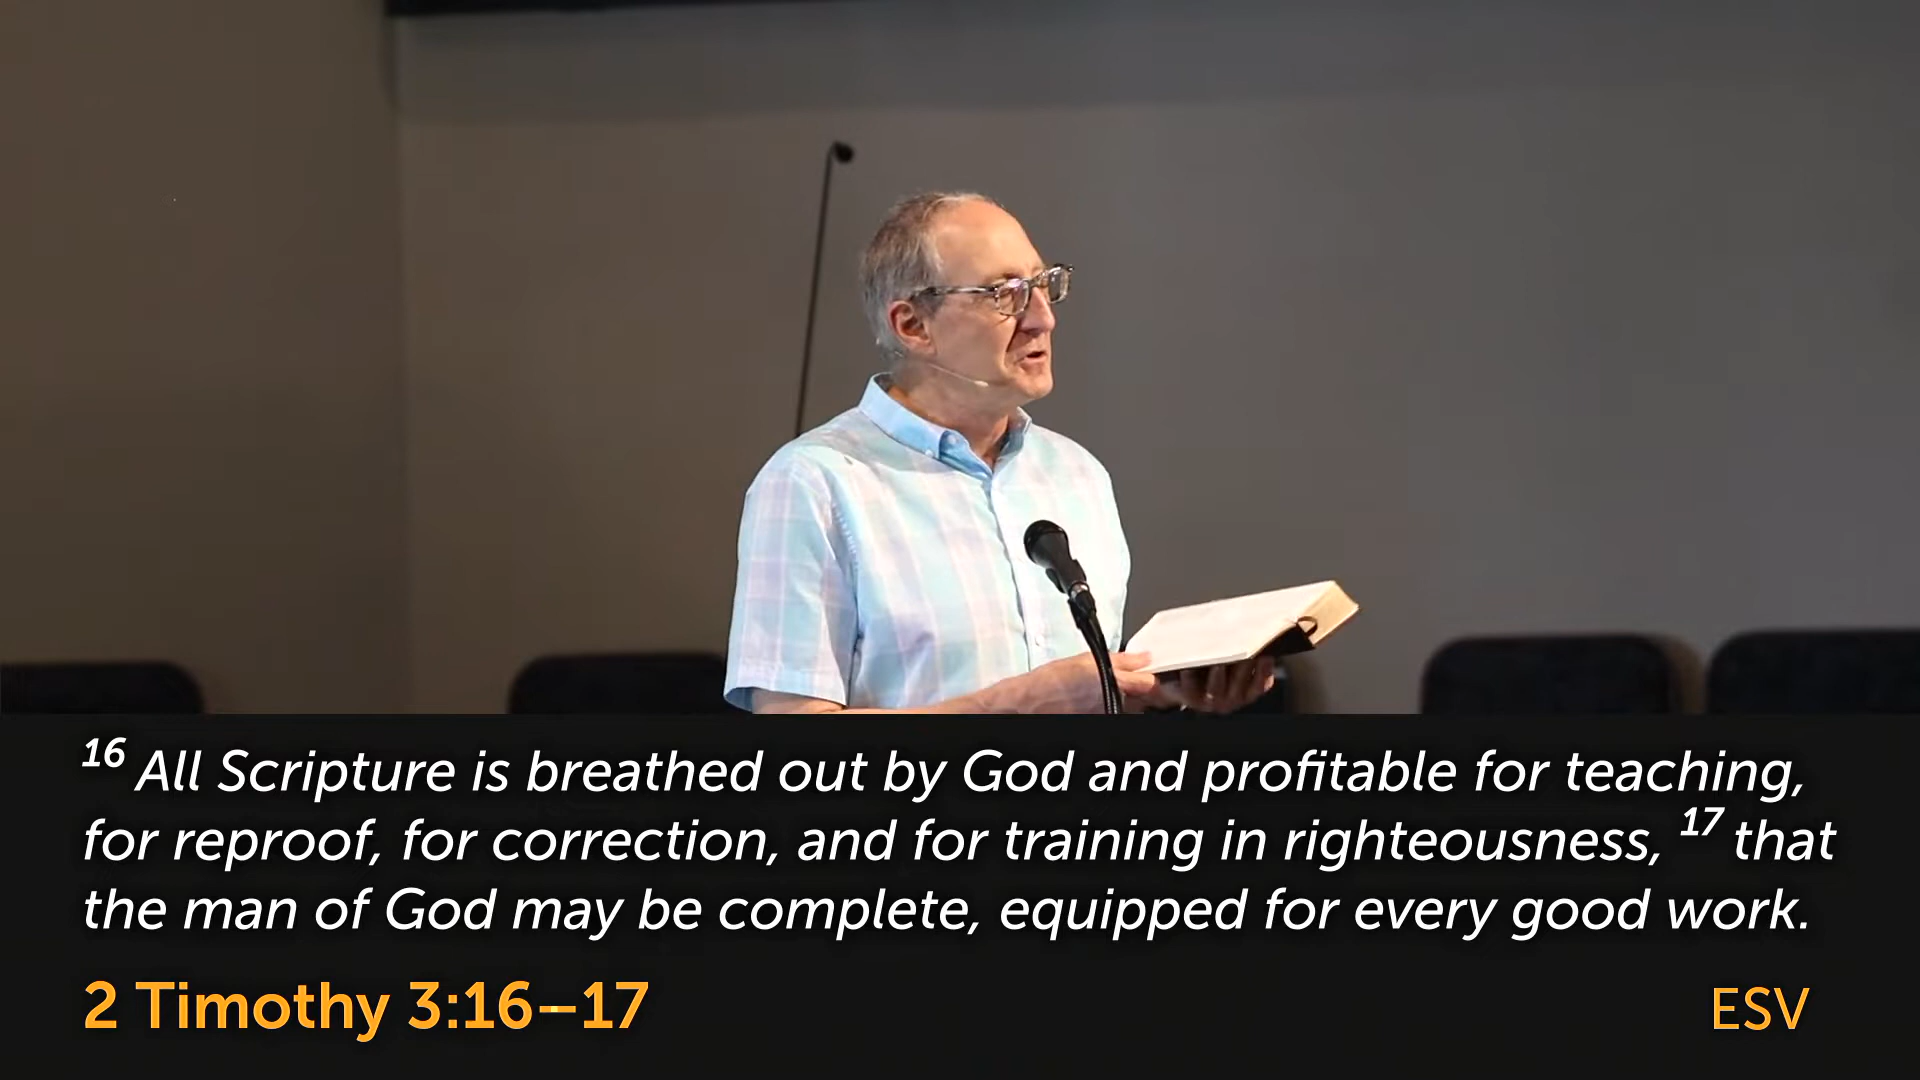 16 All Scripture is breathed out by God and profitable for teaching,
for reproof, for correction, and for training in righteousness, 17 that
the man of God may be complete, equipped for every good work.
2 Timothy 3:16–17
ESV